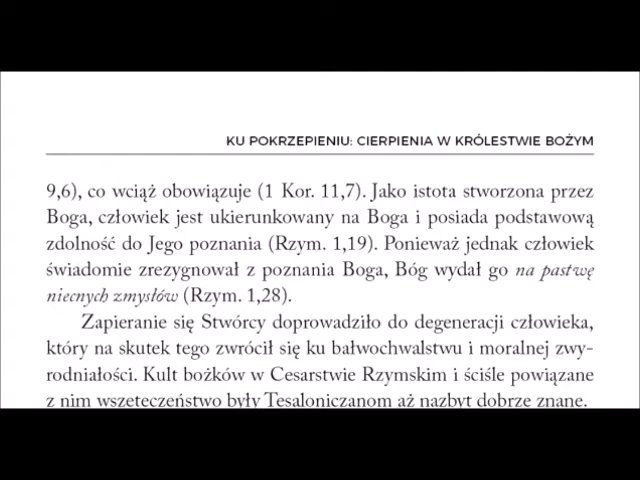 KU POKRZEPIENIU: CIERPIENIA W KRÓLESTWIE BOŻYM
9,6), co wciąż obowiązuje (1 Kor. 11,7). Jako istota stworzona przez
Boga, człowiek jest ukierunkowany na Boga i posiada podstawową
zdolność do Jego poznania (Rzym. 1,19). Ponieważ jednak człowiek
świadomie zrezygnował z poznania Boga, Bóg wydał go na pastwę
niecnych zmysłów (Rzym. 1,28).
Zapieranie się Stwórcy doprowadziło do degeneracji człowieka,
który na skutek tego zwrócił się ku bałwochwalstwu i moralnej zwy-
rodniałości. Kult bożków w Cesarstwie Rzymskim i ściśle powiązane
z nim wszeteczeństwo były Tesaloniczanom aż nazbyt dobrze znane.